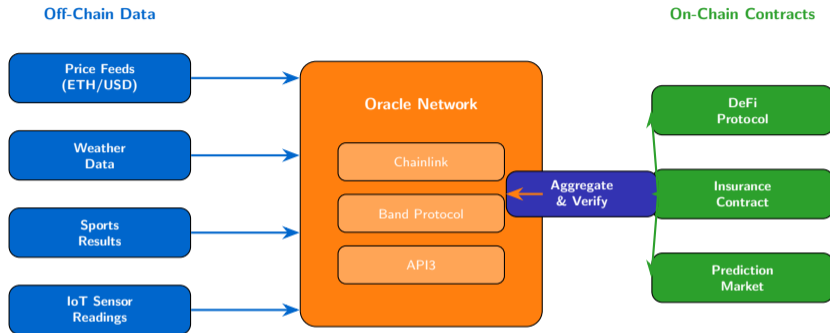 Off-Chain Data
On-Chain Contracts
Price Feeds
(ETH/USD)
Weather
Data
Sports
Results
IoT Sensor
Readings
Oracle Network
Chainlink
Band Protocol
API3
Aggregate
& Verify
DeFi
Protocol
Insurance
Contract
Prediction
Market